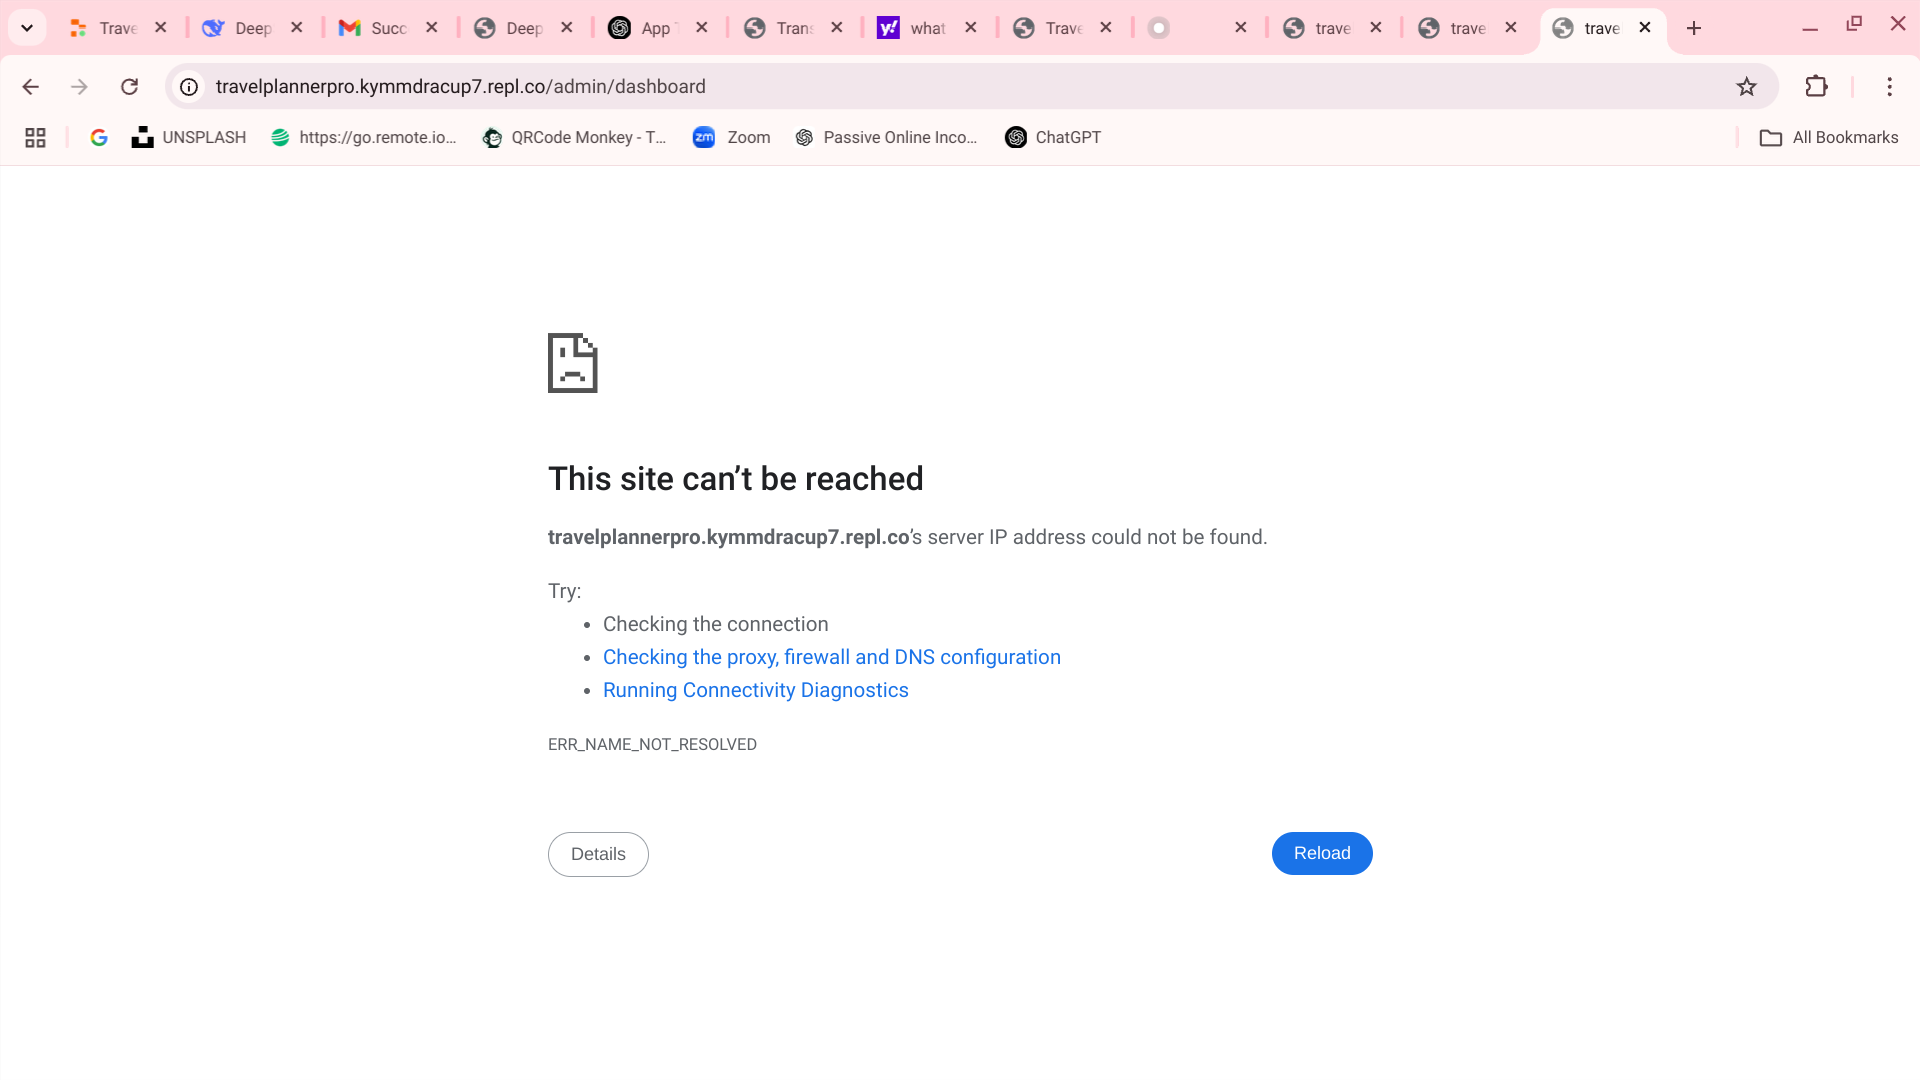 Trave
Deep
Succ
Deep
App T
Trans
what
Trave
trave
trave
trave
travelplannerpro.kymmdracup7.repl.co/admin/dashboard
UNSPLASH
https://go.remote.io...
QRCode Monkey - T...
zm
Zoom
Passive Online Inco...
ChatGPT
All Bookmarks
This site can't be reached
travelplannerpro.kymmdracup7.repl.co's server IP address could not be found.
Try:
• Checking the connection
• Checking the proxy, firewall and DNS configuration
• Running Connectivity Diagnostics
ERR_NAME_NOT_RESOLVED
Details
Reload